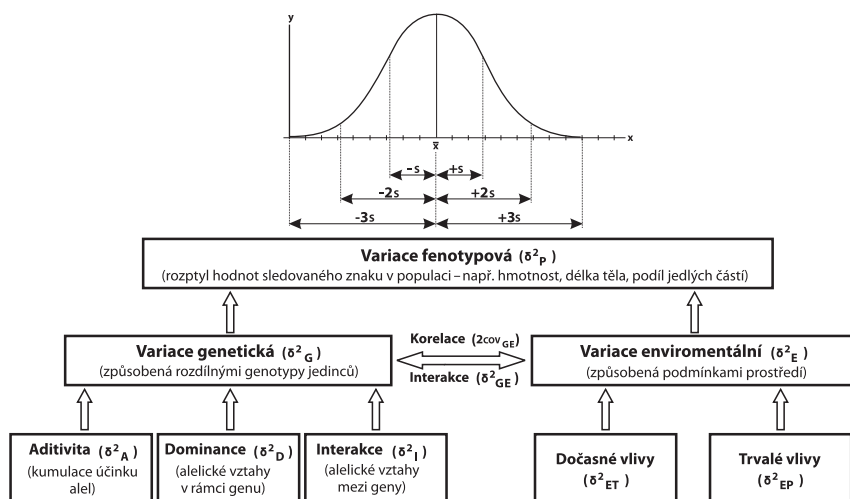 y
x
x̄
-s
+s
-2s
+2s
-3s
+3s
Variace fenotypová (δ²P)
(rozptyl hodnot sledovaného znaku v populaci – např. hmotnost, délka těla, podíl jedlých částí)
Variace genetická (δ²G)
(způsobená rozdílnými genotypy jedinců)
Korelace (2covGE)
Interakce (δ²GE)
Variace enviromentální (δ²E)
(způsobená podmínkami prostředí)
Aditivita (δ²A)
(kumulace účinku
alel)
Dominance (δ²D)
(alelické vztahy
v rámci genu)
Interakce (δ²I)
(alelické vztahy
mezi geny)
Dočasné vlivy
(δ²ET)
Trvalé vlivy
(δ²EP)